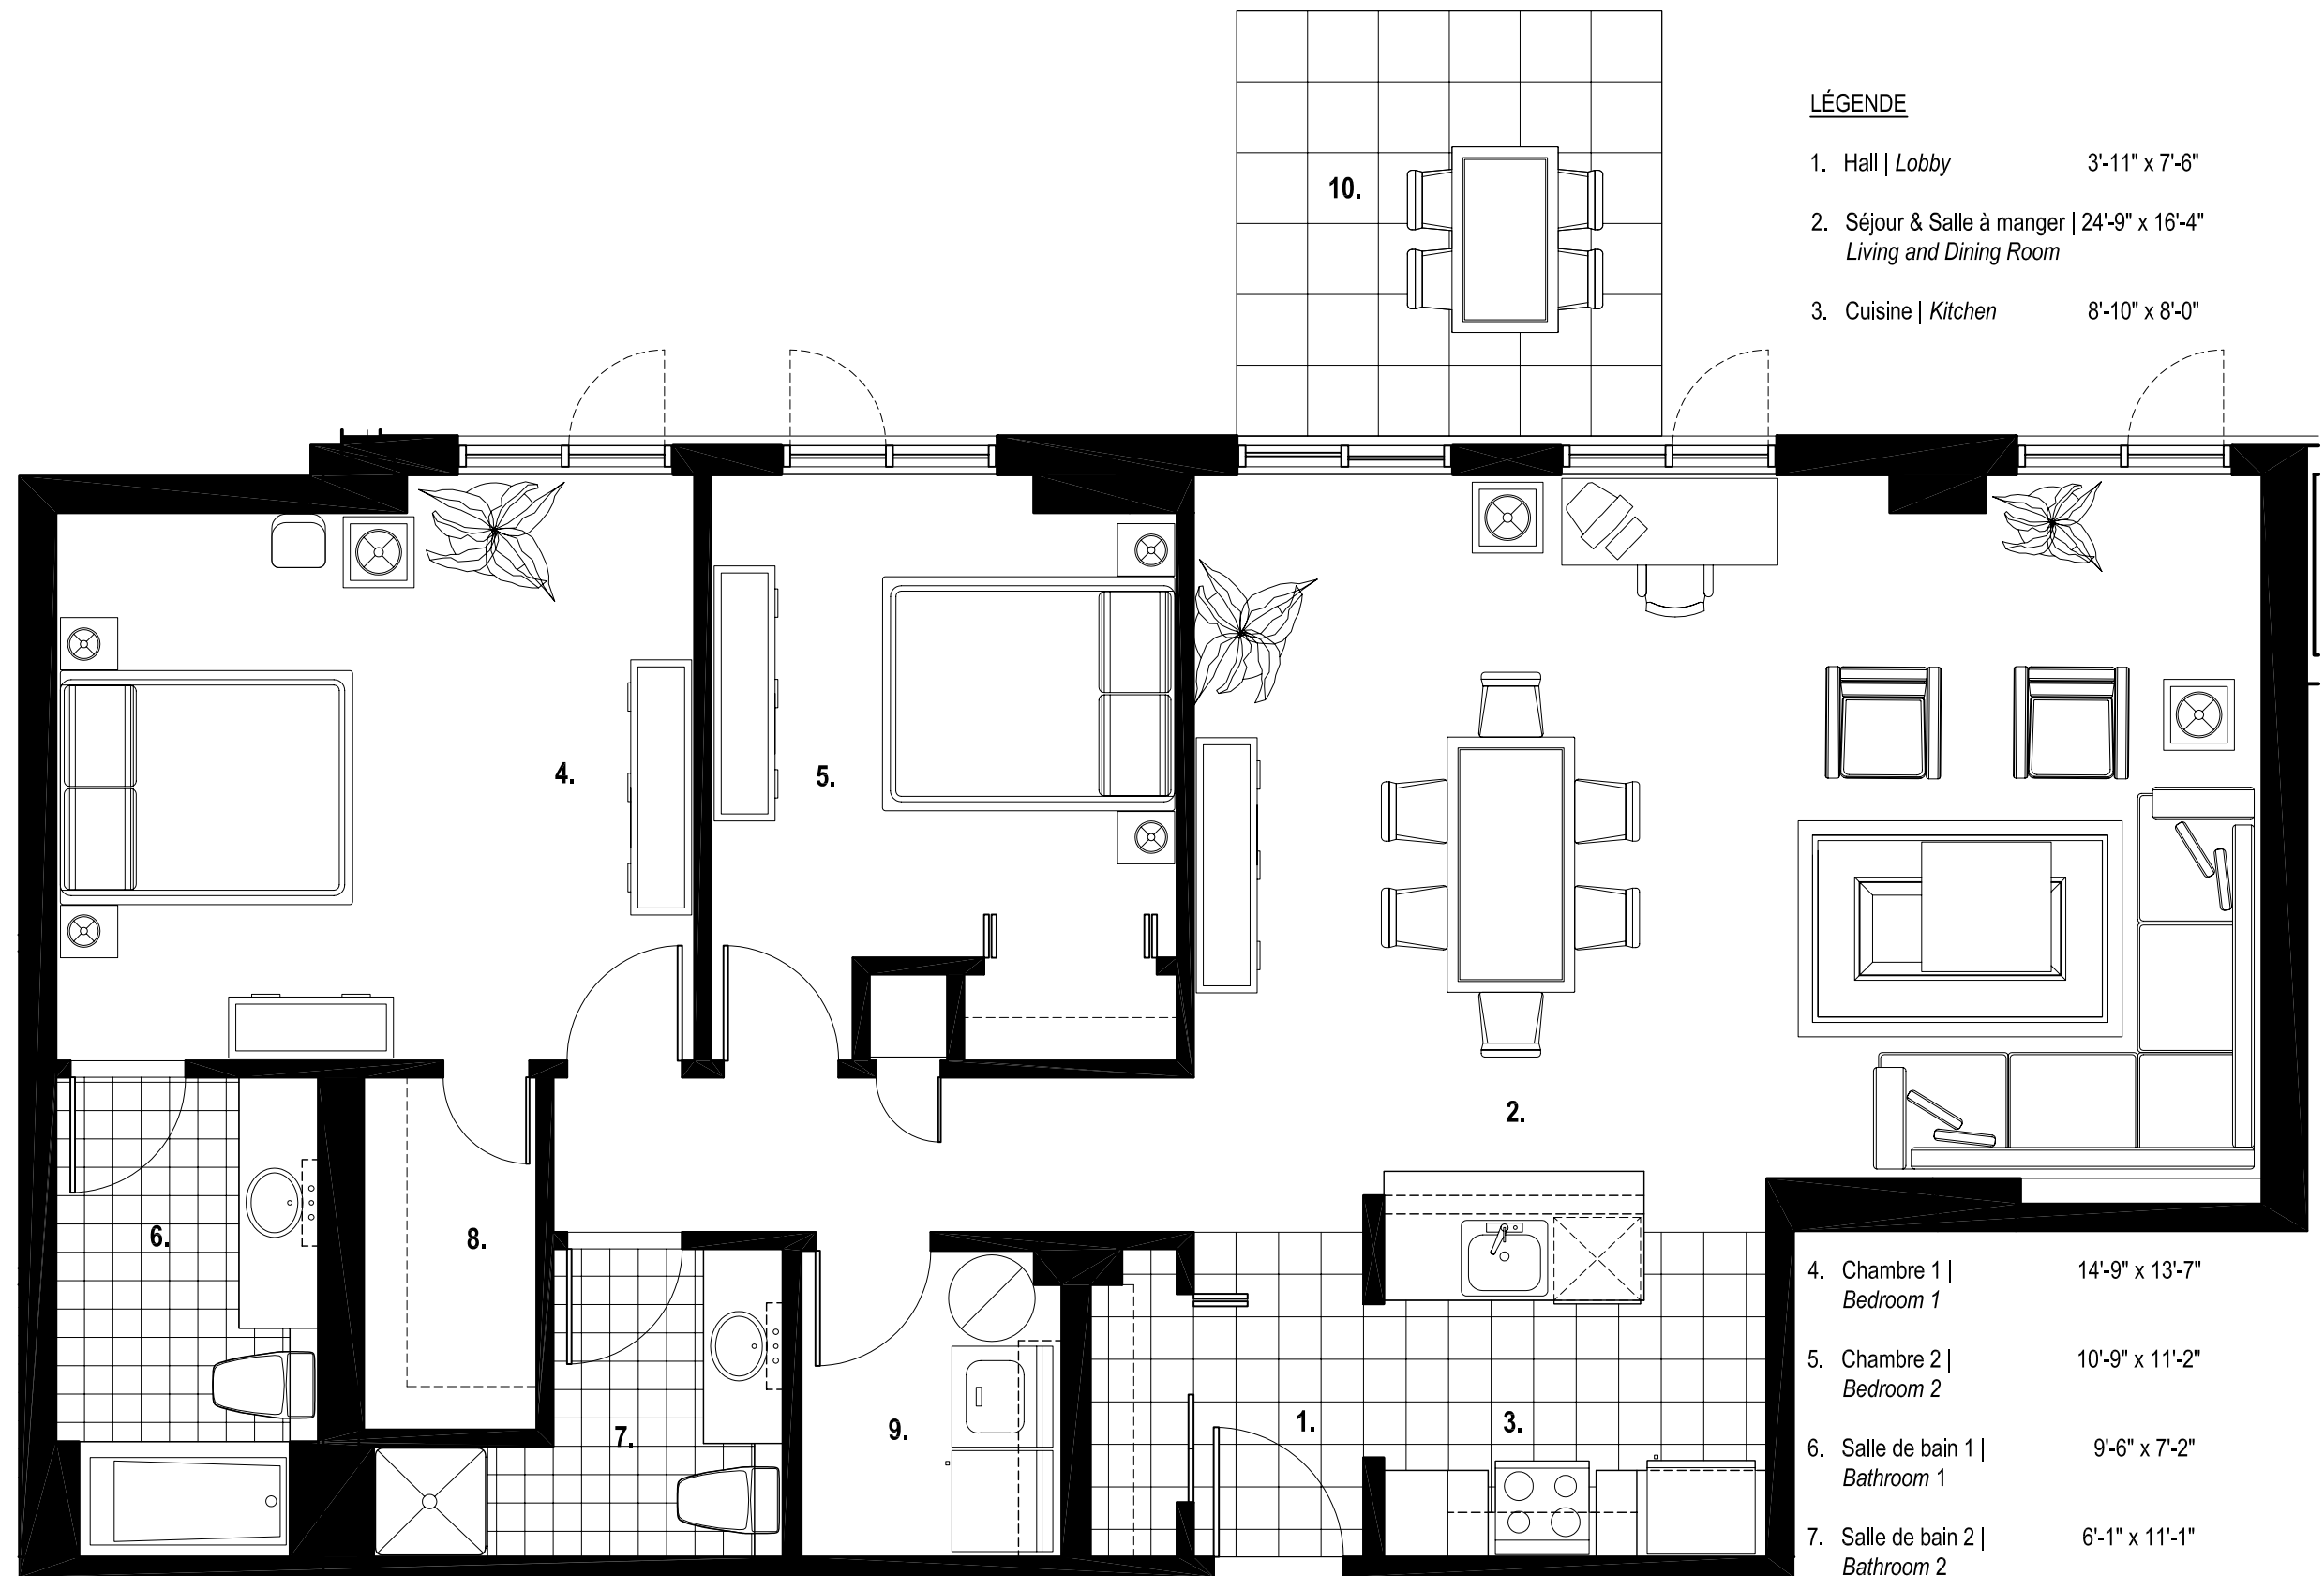 LÉGENDE
1. Hall | Lobby 3'-11" x 7'-6"
2. Séjour & Salle à manger | 24'-9" x 16'-4"
Living and Dining Room
3. Cuisine | Kitchen 8'-10" x 8'-0"
10.
4.
5.
2.
6.
8.
7.
9.
1.
3.
4. Chambre 1 | 14'-9" x 13'-7"
Bedroom 1
5. Chambre 2 | 10'-9" x 11'-2"
Bedroom 2
6. Salle de bain 1 | 9'-6" x 7'-2"
Bathroom 1
7. Salle de bain 2 | 6'-1" x 11'-1"
Bathroom 2